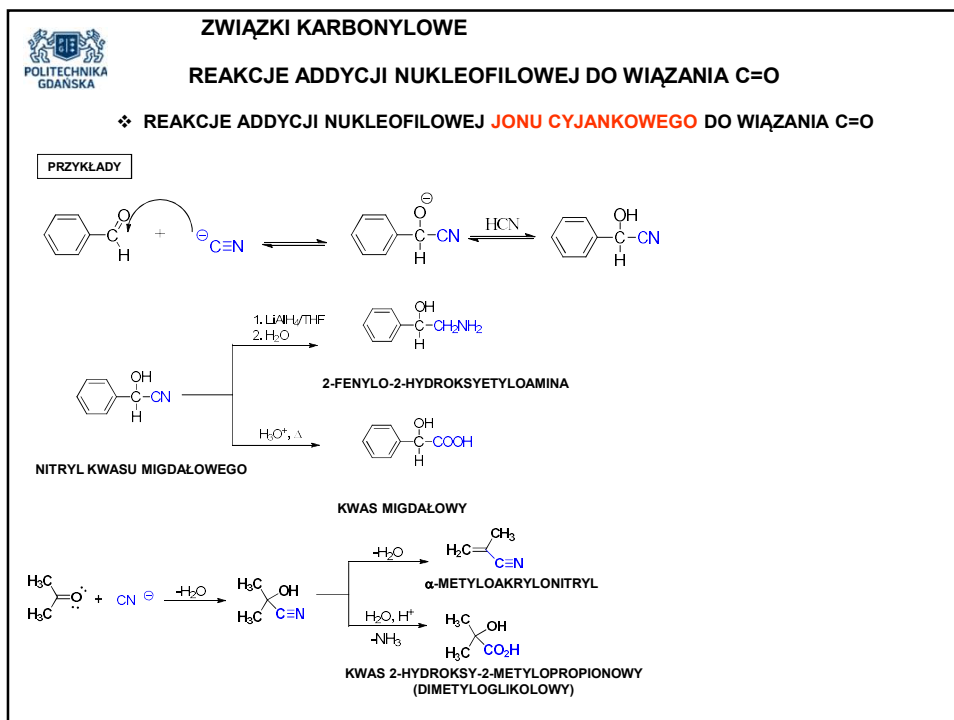 ZWIĄZKI KARBONYLOWE
POLITECHNIKA
GDAŃSKA
REAKCJE ADDYCJI NUKLEOFILOWEJ DO WIĄZANIA C=O
❖ REAKCJE ADDYCJI NUKLEOFILOWEJ JONU CYJANKOWEGO DO WIĄZANIA C=O
PRZYKŁADY
O
C
H
+
⊖
C≡N
⊖
O
C-CN
H
HCN
OH
C-CN
H
OH
C-CN
H
NITRYL KWASU MIGDAŁOWEGO
1. LiAlH₄/THF
2. H₂O
OH
C-CH₂NH₂
H
2-FENYLO-2-HYDROKSYETYLOAMINA
H₃O⁺, Δ
OH
C-COOH
H
KWAS MIGDAŁOWY
H₃C
H₃C
O
+ CN ⊖
-H₂O
H₃C
OH
H₃C
C≡N
-H₂O
CH₃
H₂C
C≡N
α-METYLOAKRYLONITRYL
H₂O, H⁺
-NH₃
H₃C
OH
H₃C
CO₂H
KWAS 2-HYDROKSY-2-METYLOPROPIONOWY
(DIMETYLOGLIKOLOWY)